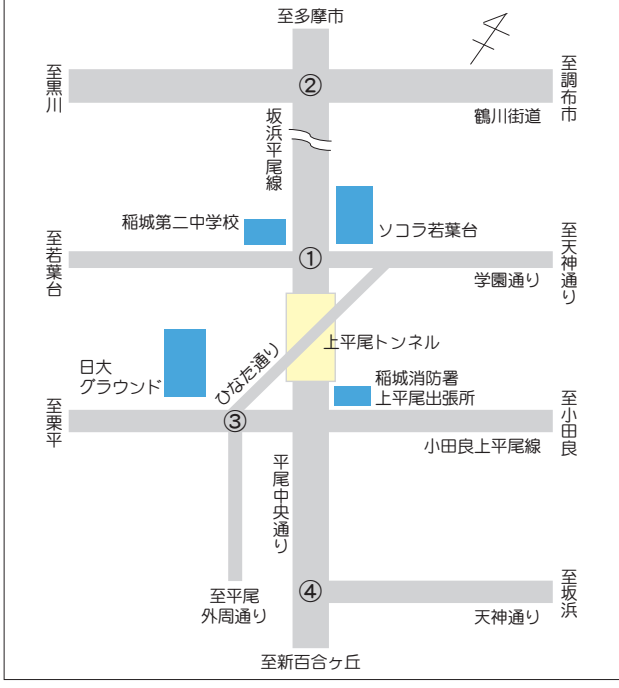 至多摩市
至黒川
②
至調布市
鶴川街道
坂浜平尾線
稲城第二中学校
ソコラ若葉台
至若葉台
①
至天神通り
学園通り
上平尾トンネル
日大
グラウンド
ひなた通り
稲城消防署
上平尾出張所
至栗平
③
至小田良
小田良上平尾線
平尾中央通り
至平尾
外周通り
④
至坂浜
天神通り
至新百合ヶ丘